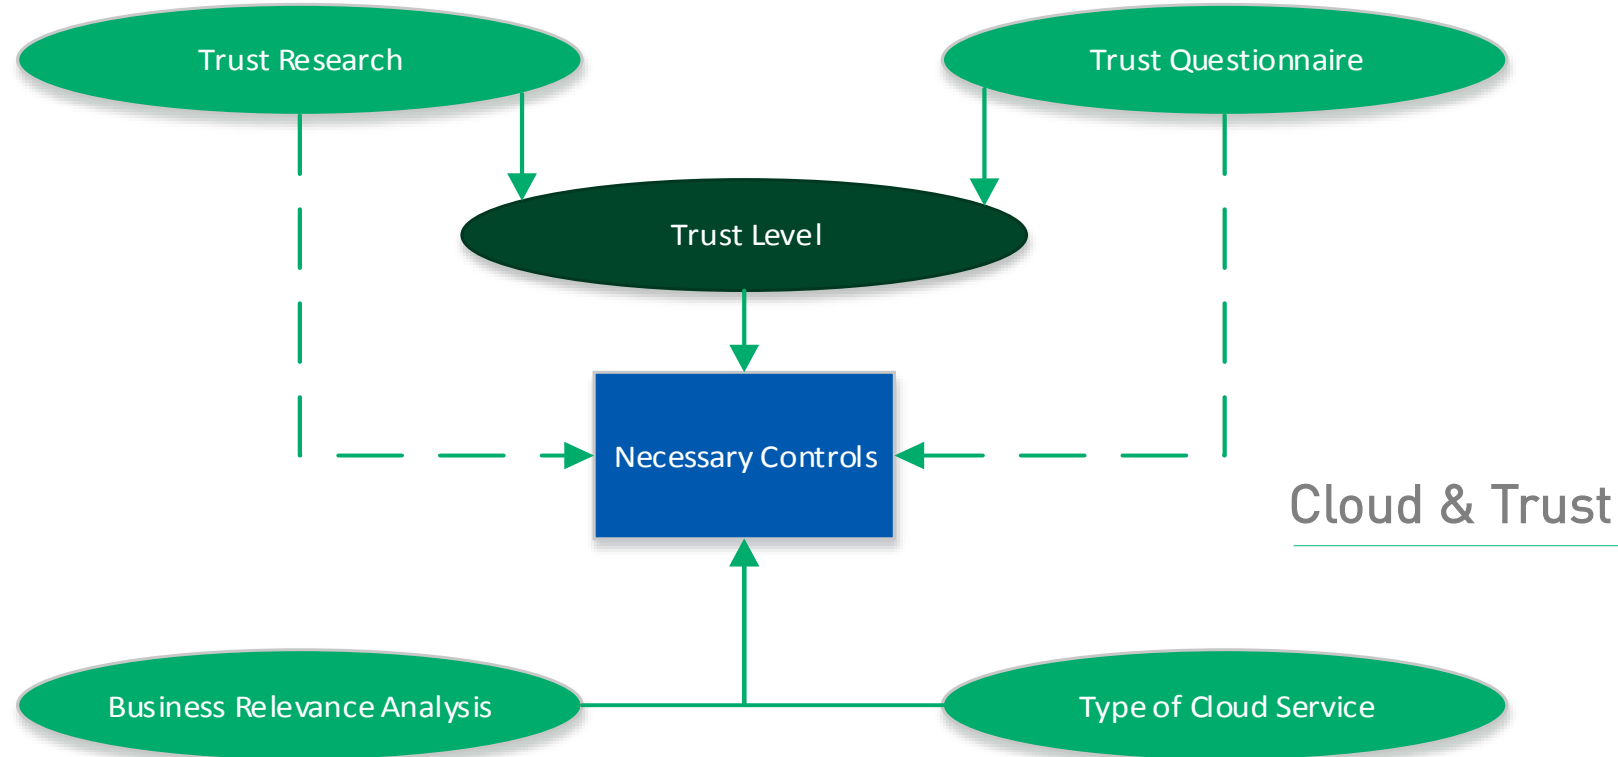 Trust Research
Trust Questionnaire
Trust Level
Necessary Controls
Cloud & Trust
Business Relevance Analysis
Type of Cloud Service